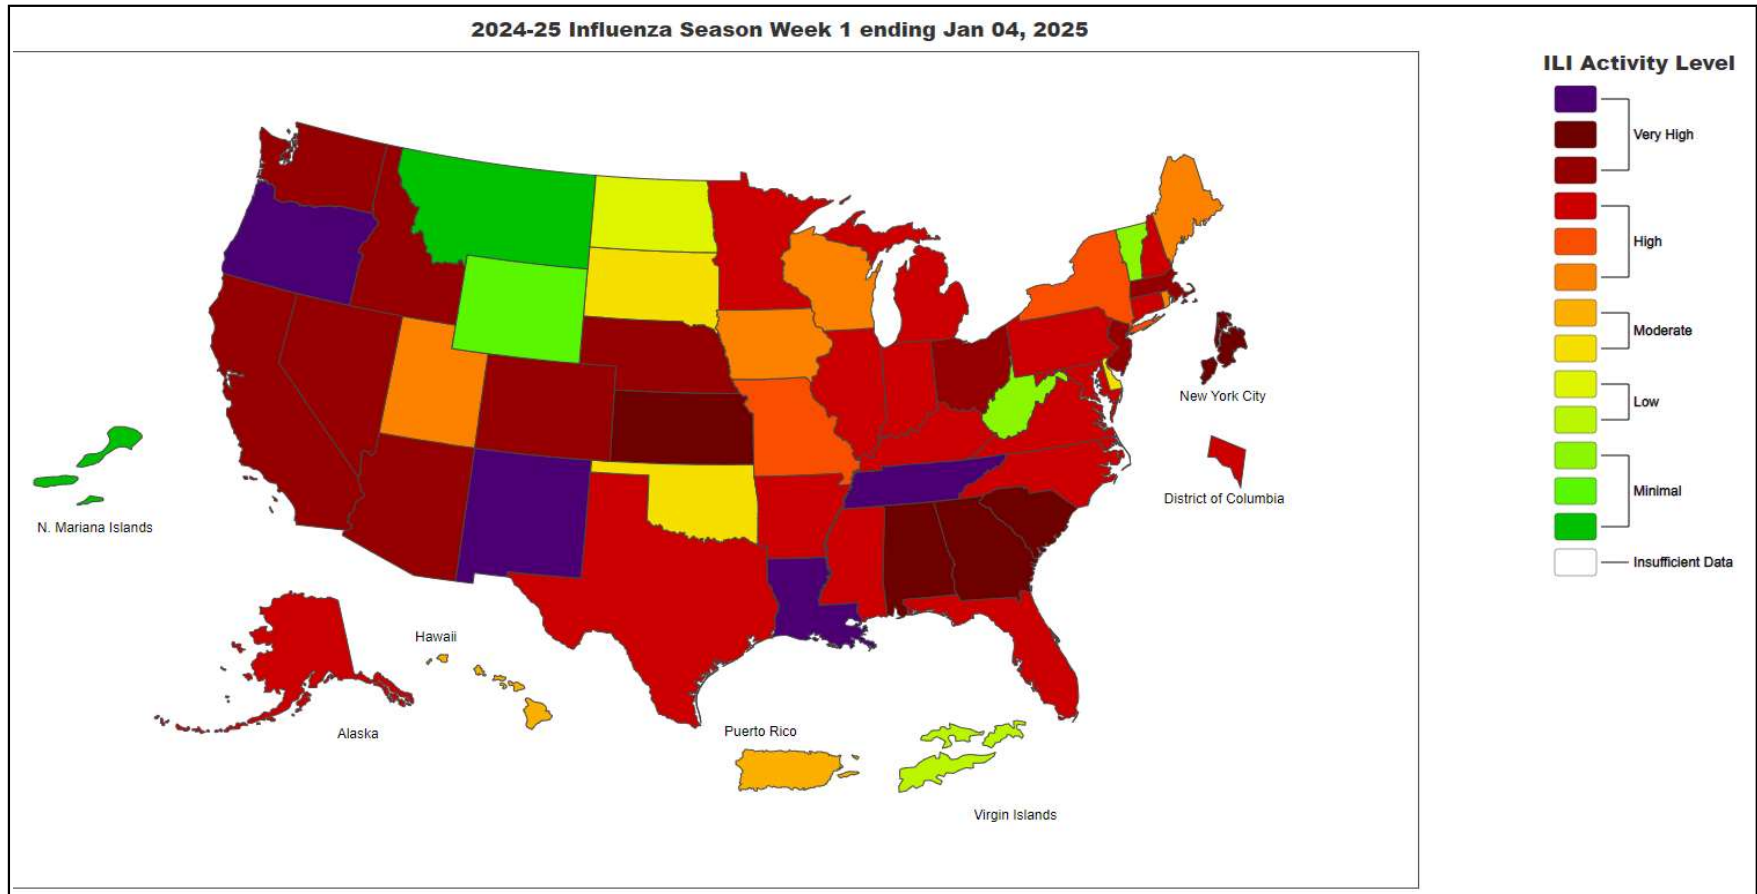 2024-25 Influenza Season Week 1 ending Jan 04, 2025
ILI Activity Level
Very High
High
Moderate
Low
Minimal
Insufficient Data
New York City
District of Columbia
N. Mariana Islands
Hawaii
Alaska
Puerto Rico
Virgin Islands